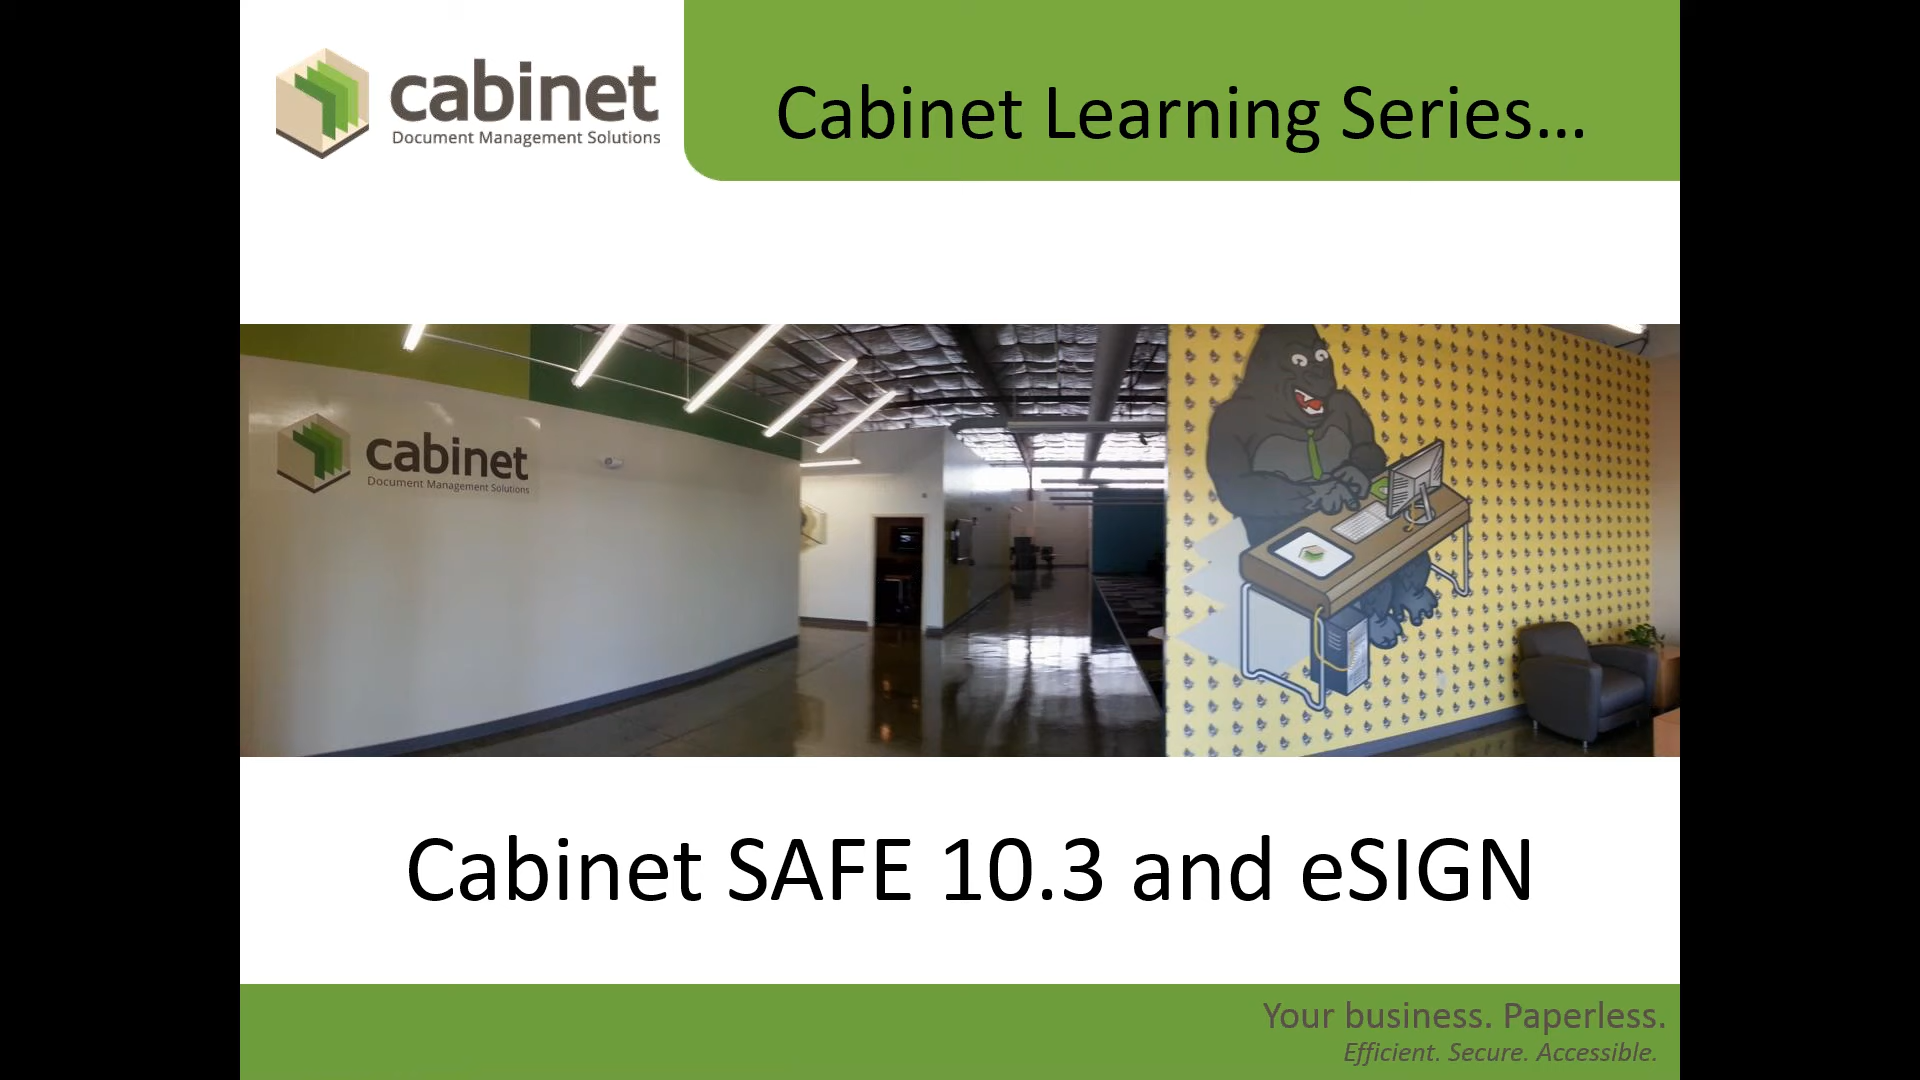 cabinet
Document Management Solutions
Cabinet Learning Series...
cabinet
Document Management Solutions
Cabinet SAFE 10.3 and eSIGN
Your business. Paperless.
Efficient. Secure. Accessible.